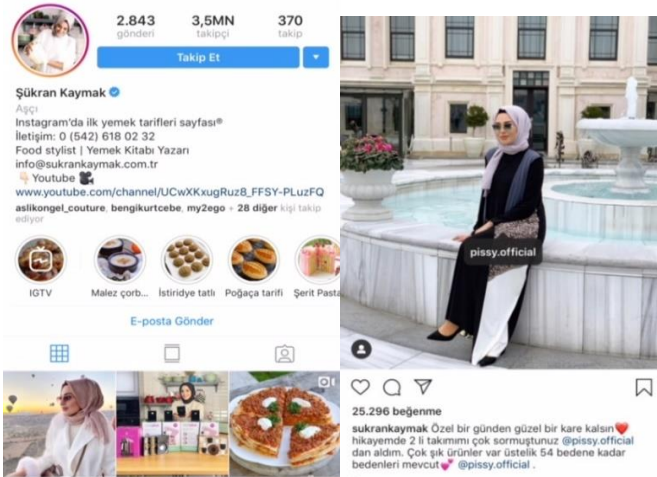 2.843
3,5MN
370
gönderi
takipçi
takip
Takip Et
Şükran Kaymak
Aşçı
Instagram'da ilk yemek tarifleri sayfası®
İletişim: 0 (542) 618 02 32
Food stylist | Yemek Kitabı Yazarı
info@sukrankaymak.com.tr
Youtube
www.youtube.com/channel/UCwXKxugRuz8_FFSY-PLuzFQ
aslikongel_couture, bengikurtcebe, my2ego + 28 diğer kişi takip
ediyor
IGTV
Malez çorb...
İstiridye tatlı
Poğaça tarifi
Şerit Pasta
E-posta Gönder
pissy.official
25.296 beğenme
sukrankaymak Özel bir günden güzel bir kare kalsın❤️
hikayemde 2 li takımımı çok sormuştunuz @pissy.official
dan aldım. Çok şık ürünler var üstelik 54 bedene kadar
bedenleri mevcut💕 @pissy.official .